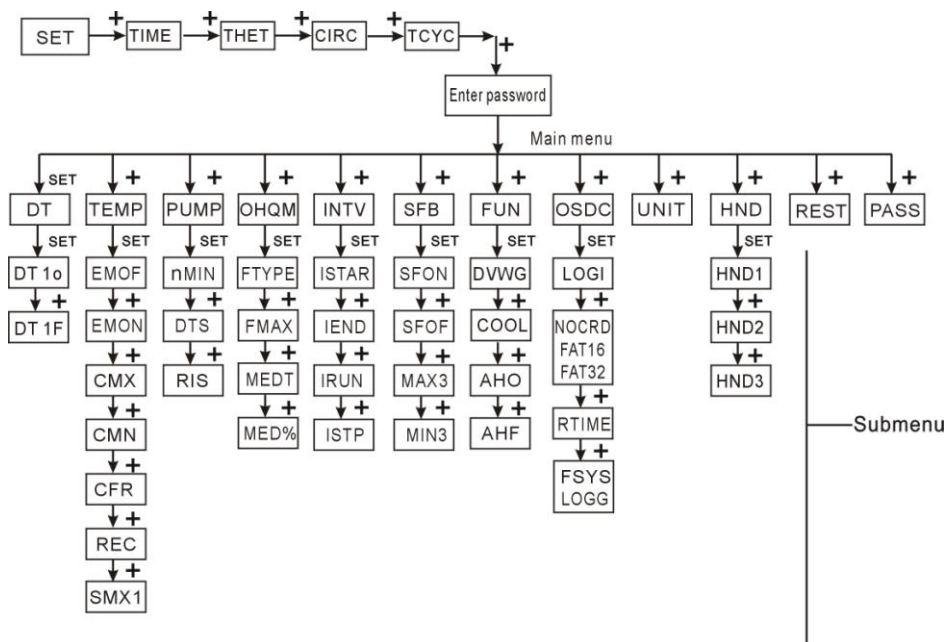 + + + +
SET TIME THET CIRC TCYC
+
Enter password
Main menu
SET + + + + + + + + + + +
DT TEMP PUMP OHQM INTV SFB FUN OSDC UNIT HND REST PASS
SET SET SET SET SET SET SET SET SET
DT 1o EMOF nMIN FTYPE ISTAR SFON DVWG LOGI HND1
+ + + + + + + + +
DT 1F EMON DTS FMAX IEND SFOF COOL NOCRD HND2
FAT16
FAT32
+ + + + + + +
CMX RIS MEDT IRUN MAX3 AHO HND3
+ + + + + +
CMN MED% ISTP MIN3 AHF RTIME
Submenu
+ +
CFR FSYS
LOGG
+
REC
+
SMX1